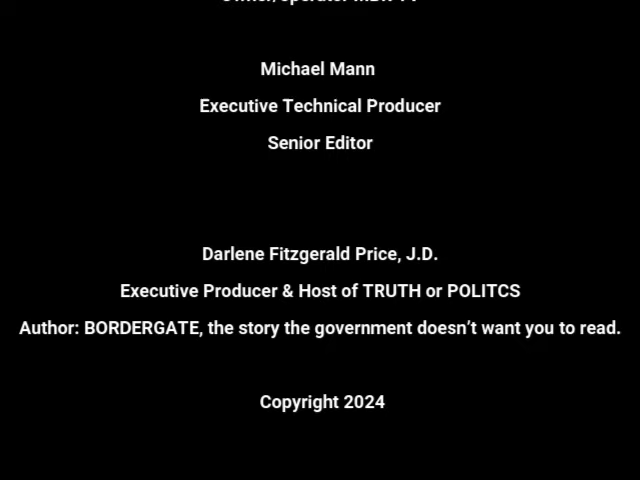 Michael Mann
Executive Technical Producer
Senior Editor
Darlene Fitzgerald Price, J.D.
Executive Producer & Host of TRUTH or POLITCS
Author: BORDERGATE, the story the government doesn’t want you to read.
Copyright 2024